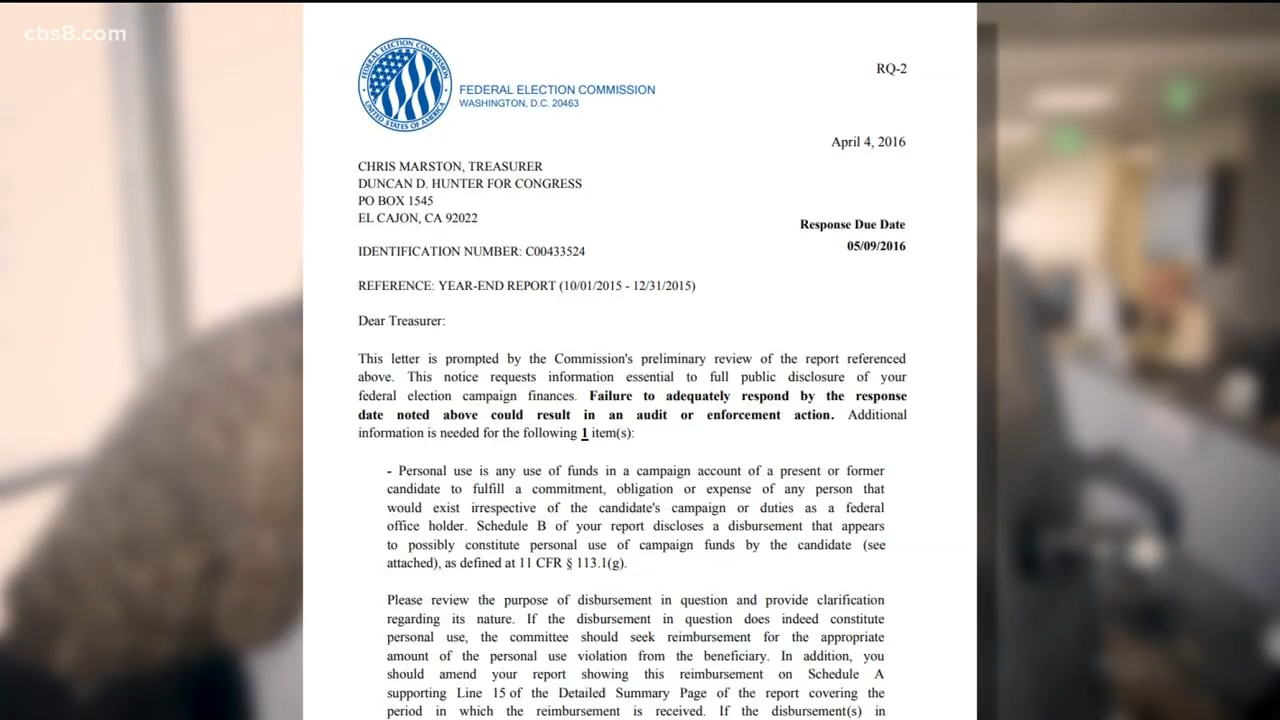 cbs8.com
FEDERAL ELECTION COMMISSION
UNITED STATES OF AMERICA
FEDERAL ELECTION COMMISSION
WASHINGTON, D.C. 20463
RQ-2
April 4, 2016
CHRIS MARSTON, TREASURER
DUNCAN D. HUNTER FOR CONGRESS
PO BOX 1545
EL CAJON, CA 92022
Response Due Date
05/09/2016
IDENTIFICATION NUMBER: C00433524
REFERENCE: YEAR-END REPORT (10/01/2015 - 12/31/2015)
Dear Treasurer:
This letter is prompted by the Commission's preliminary review of the report referenced
above. This notice requests information essential to full public disclosure of your
federal election campaign finances. Failure to adequately respond by the response
date noted above could result in an audit or enforcement action. Additional
information is needed for the following 1 item(s):
- Personal use is any use of funds in a campaign account of a present or former
candidate to fulfill a commitment, obligation or expense of any person that
would exist irrespective of the candidate's campaign or duties as a federal
office holder. Schedule B of your report discloses a disbursement that appears
to possibly constitute personal use of campaign funds by the candidate (see
attached), as defined at 11 CFR § 113.1(g).
Please review the purpose of disbursement in question and provide clarification
regarding its nature. If the disbursement in question does indeed constitute
personal use, the committee should seek reimbursement for the appropriate
amount of the personal use violation from the beneficiary. In addition, you
should amend your report showing this reimbursement on Schedule A
supporting Line 15 of the Detailed Summary Page of the report covering the
period in which the reimbursement is received. If the disbursement(s) in